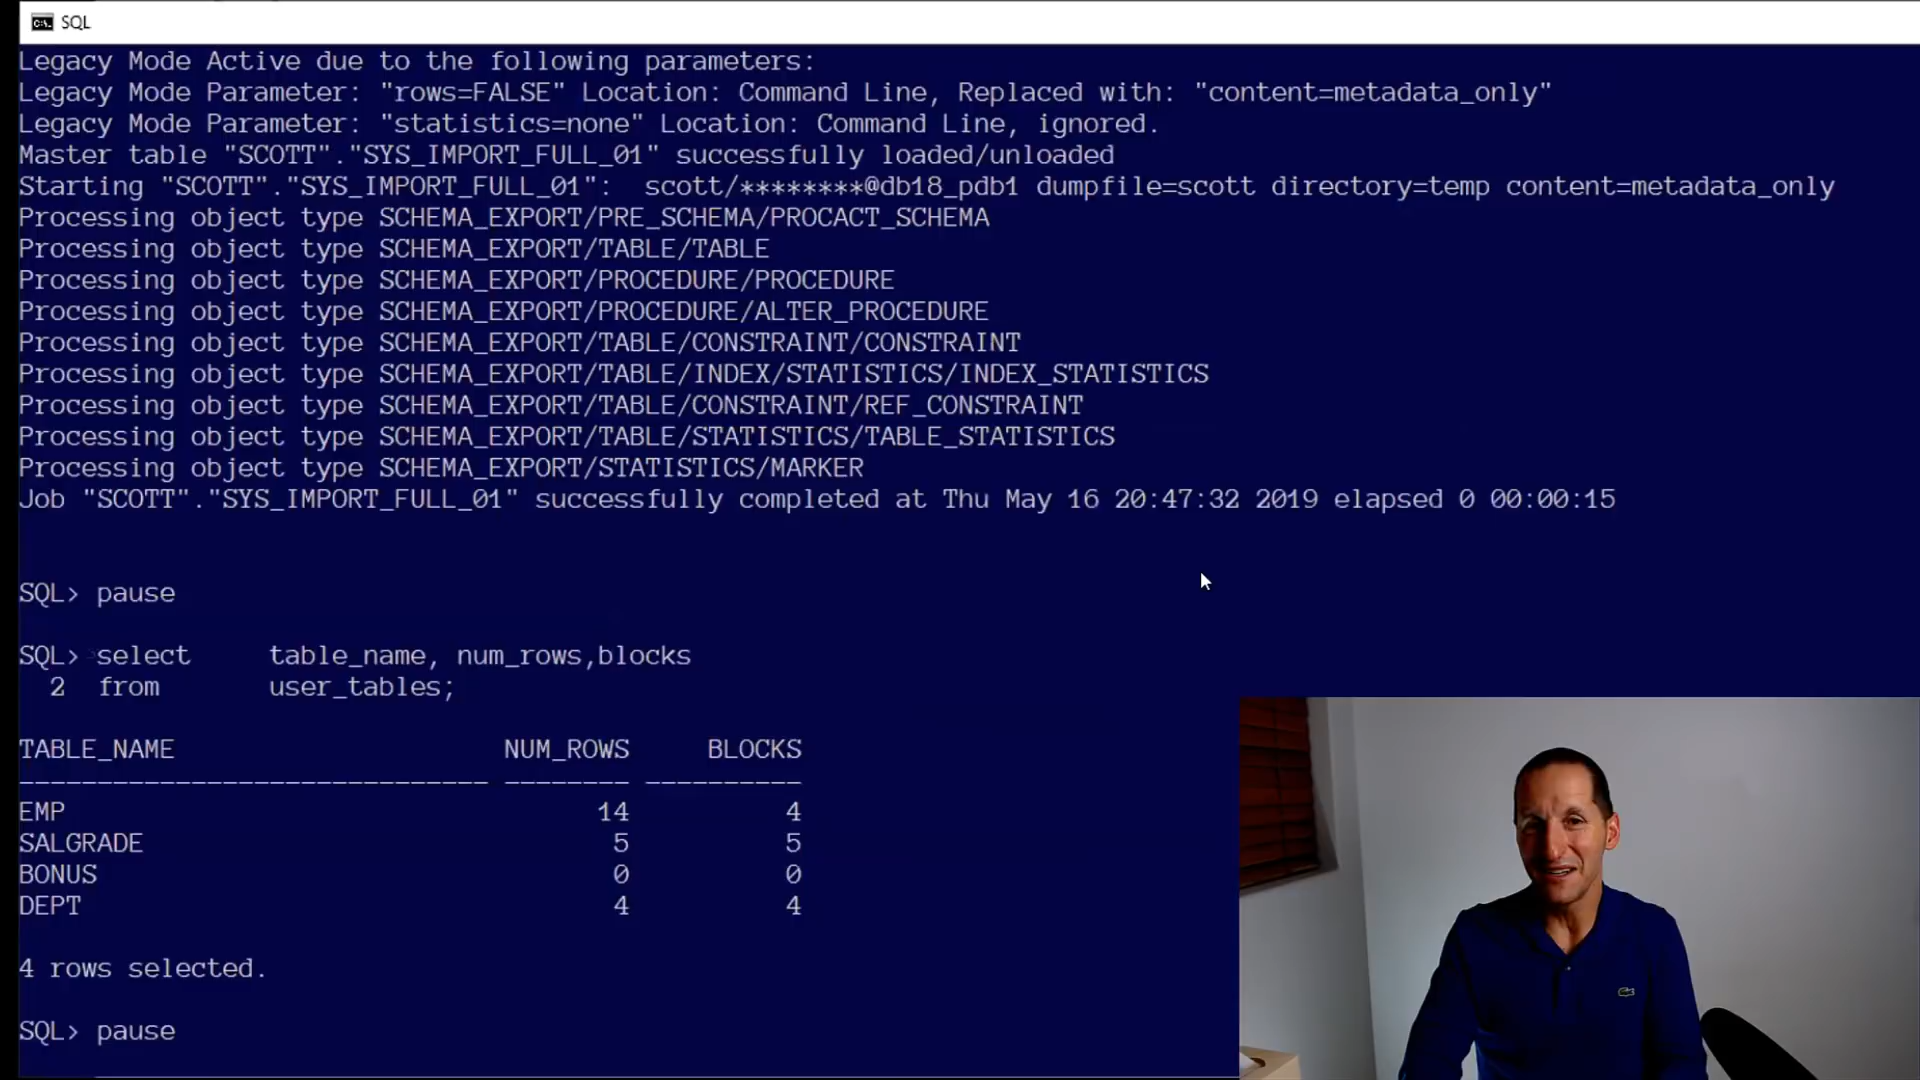 SQL
Legacy Mode Active due to the following parameters:
Legacy Mode Parameter: "rows=FALSE" Location: Command Line, Replaced with: "content=metadata_only"
Legacy Mode Parameter: "statistics=none" Location: Command Line, ignored.
Master table "SCOTT"."SYS_IMPORT_FULL_01" successfully loaded/unloaded
Starting "SCOTT"."SYS_IMPORT_FULL_01":  scott/********@db18_pdb1 dumpfile=scott directory=temp content=metadata_only
Processing object type SCHEMA_EXPORT/PRE_SCHEMA/PROCACT_SCHEMA
Processing object type SCHEMA_EXPORT/TABLE/TABLE
Processing object type SCHEMA_EXPORT/PROCEDURE/PROCEDURE
Processing object type SCHEMA_EXPORT/PROCEDURE/ALTER_PROCEDURE
Processing object type SCHEMA_EXPORT/TABLE/CONSTRAINT/CONSTRAINT
Processing object type SCHEMA_EXPORT/TABLE/INDEX/STATISTICS/INDEX_STATISTICS
Processing object type SCHEMA_EXPORT/TABLE/CONSTRAINT/REF_CONSTRAINT
Processing object type SCHEMA_EXPORT/TABLE/STATISTICS/TABLE_STATISTICS
Processing object type SCHEMA_EXPORT/STATISTICS/MARKER
Job "SCOTT"."SYS_IMPORT_FULL_01" successfully completed at Thu May 16 20:47:32 2019 elapsed 0 00:00:15
SQL> pause
SQL> select     table_name, num_rows,blocks
  2  from       user_tables;
TABLE_NAME                     NUM_ROWS     BLOCKS
------------------------------ -------- ----------
EMP                                  14          4
SALGRADE                              5          5
BONUS                                 0          0
DEPT                                  4          4
4 rows selected.
SQL> pause